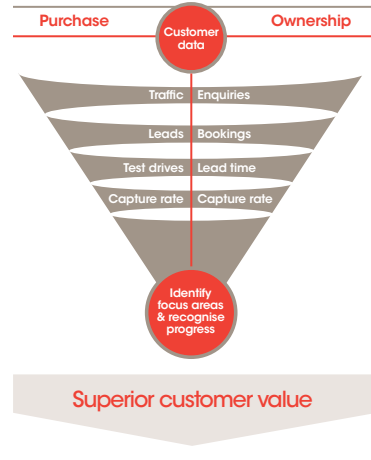 Purchase
Ownership
Customer
data
Traffic Enquiries
Leads Bookings
Test drives Lead time
Capture rate Capture rate
Identify
focus areas
& recognise
progress
Superior customer value